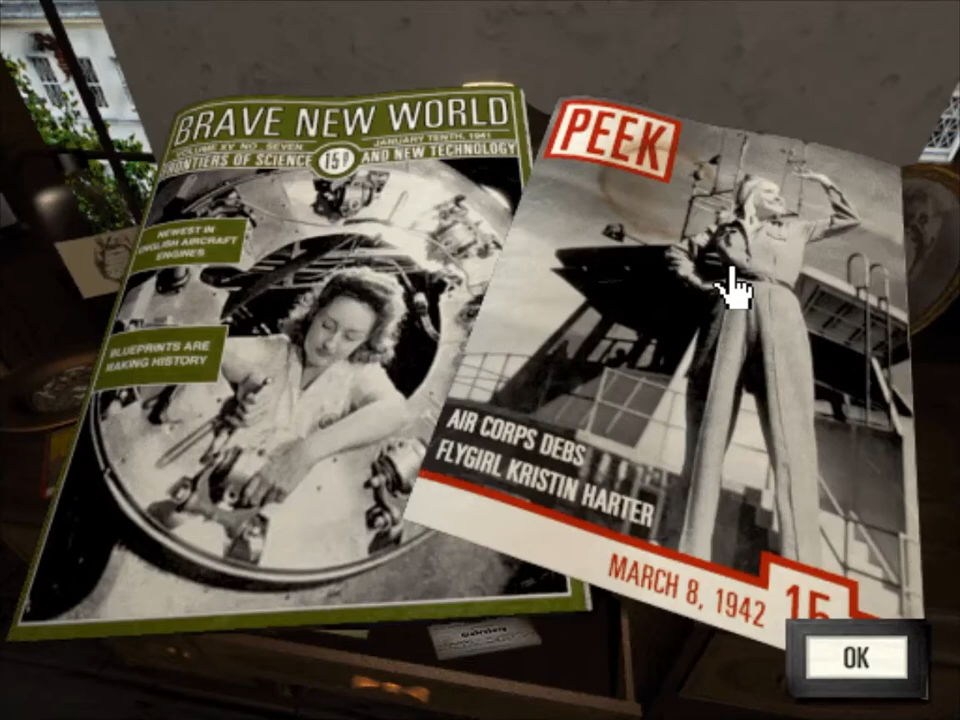 BRAVE NEW WORLD
VOLUME XV NO. SEVEN
JANUARY TENTH, 1941
FRONTIERS OF SCIENCE
15¢
AND NEW TECHNOLOGY
NEWEST IN
ENGLISH AIRCRAFT
ENGINES
BLUEPRINTS ARE
MAKING HISTORY
PEEK
AIR CORPS DEBS
FLYGIRL KRISTIN HARTER
MARCH 8, 1942
15
OK